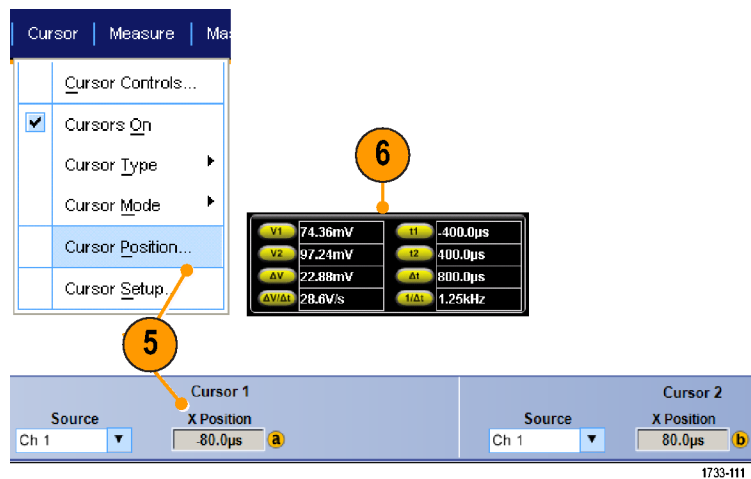 Cursor | Measure | Mas
Cursor Controls...
Cursors On
Cursor Type
Cursor Mode
Cursor Position...
Cursor Setup...
6
V1 74.36mV t1 -400.0µs
V2 97.24mV t2 400.0µs
ΔV 22.88mV Δt 800.0µs
ΔV/Δt 28.6V/s 1/Δt 1.25kHz
5
Cursor 1 Cursor 2
Source X Position Source X Position
Ch 1 -80.0µs a Ch 1 80.0µs b
1733-111